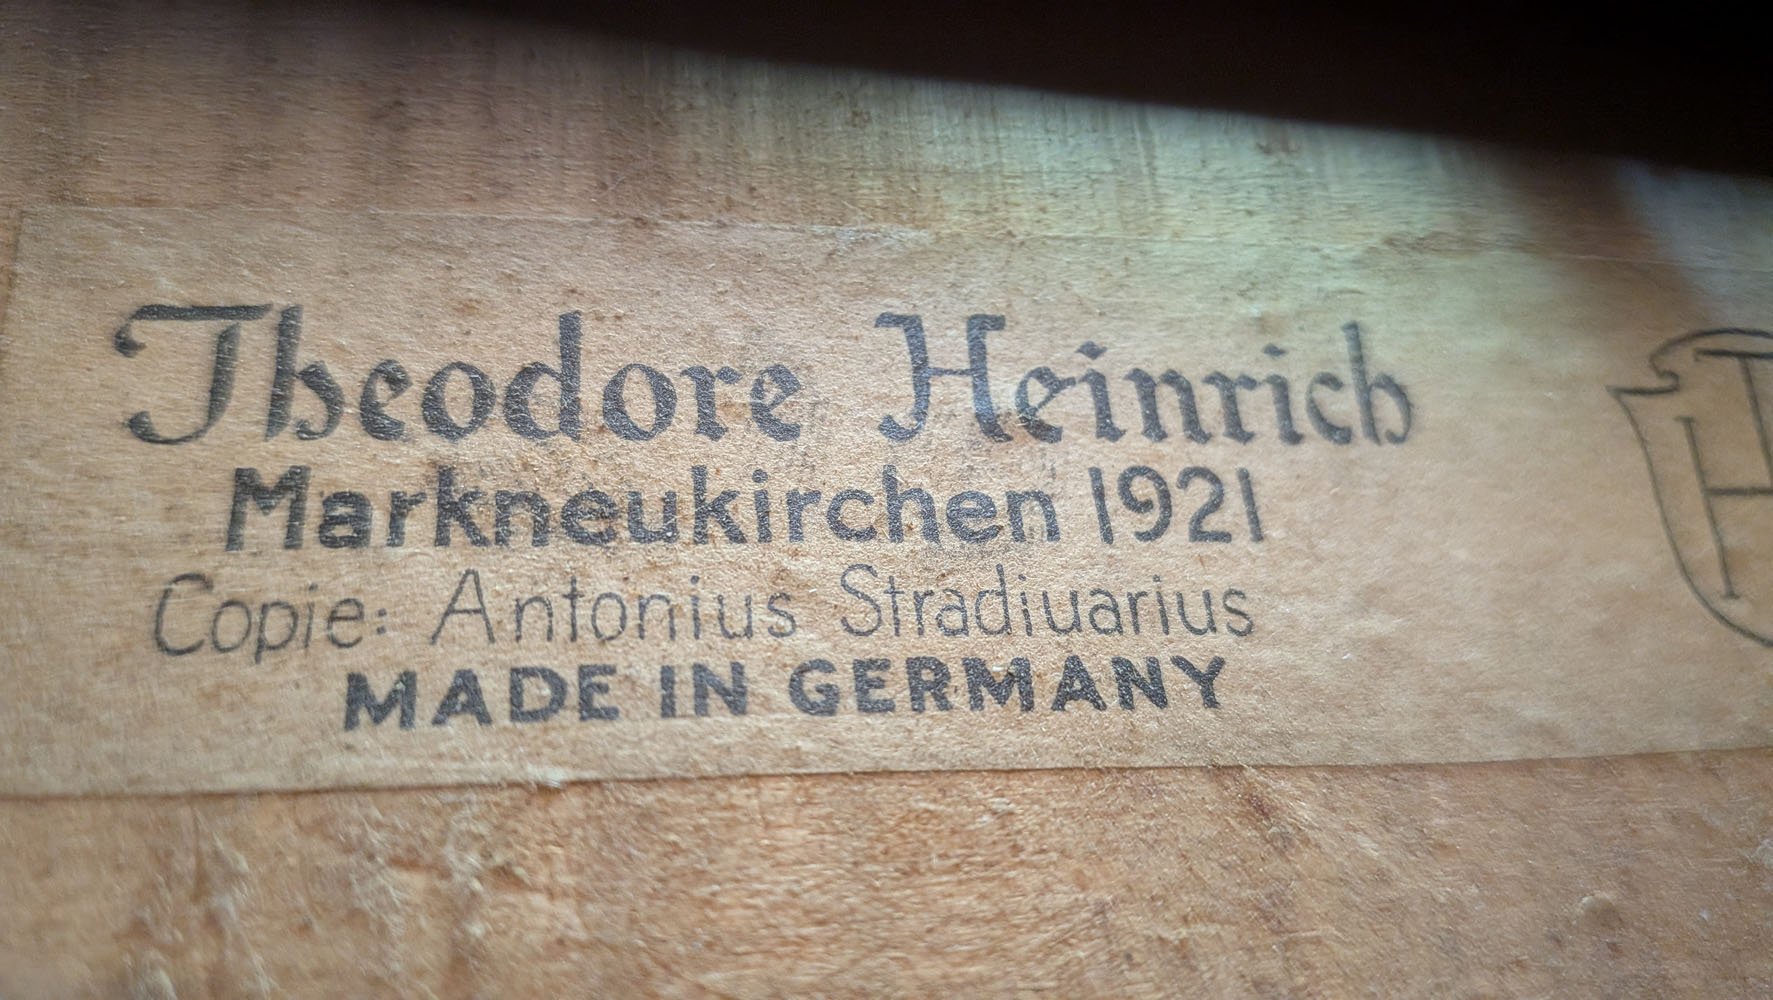 Theodore Heinrich
Markneukirchen 1921
Copie: Antonius Stradiuarius
MADE IN GERMANY